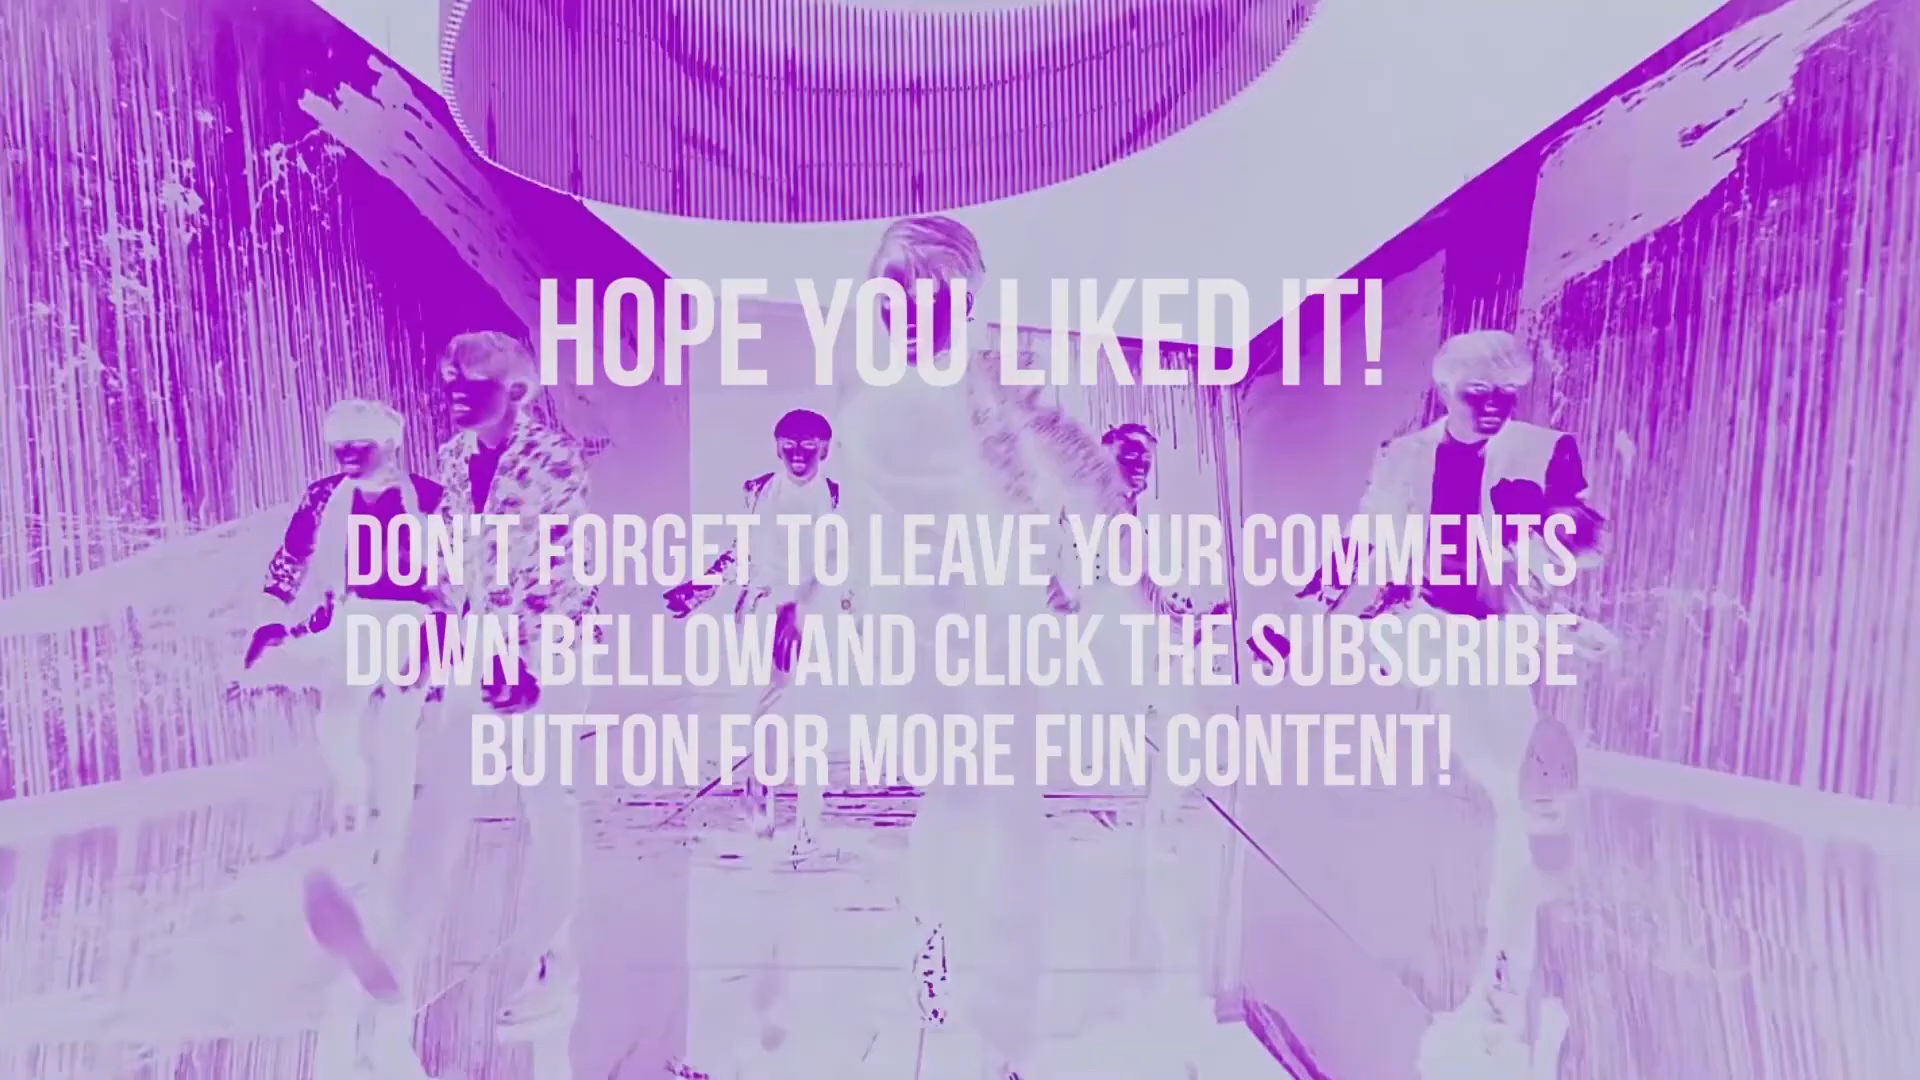 HOPE YOU LIKED IT!
DON'T FORGET TO LEAVE YOUR COMMENTS
DOWN BELLOW AND CLICK THE SUBSCRIBE
BUTTON FOR MORE FUN CONTENT!